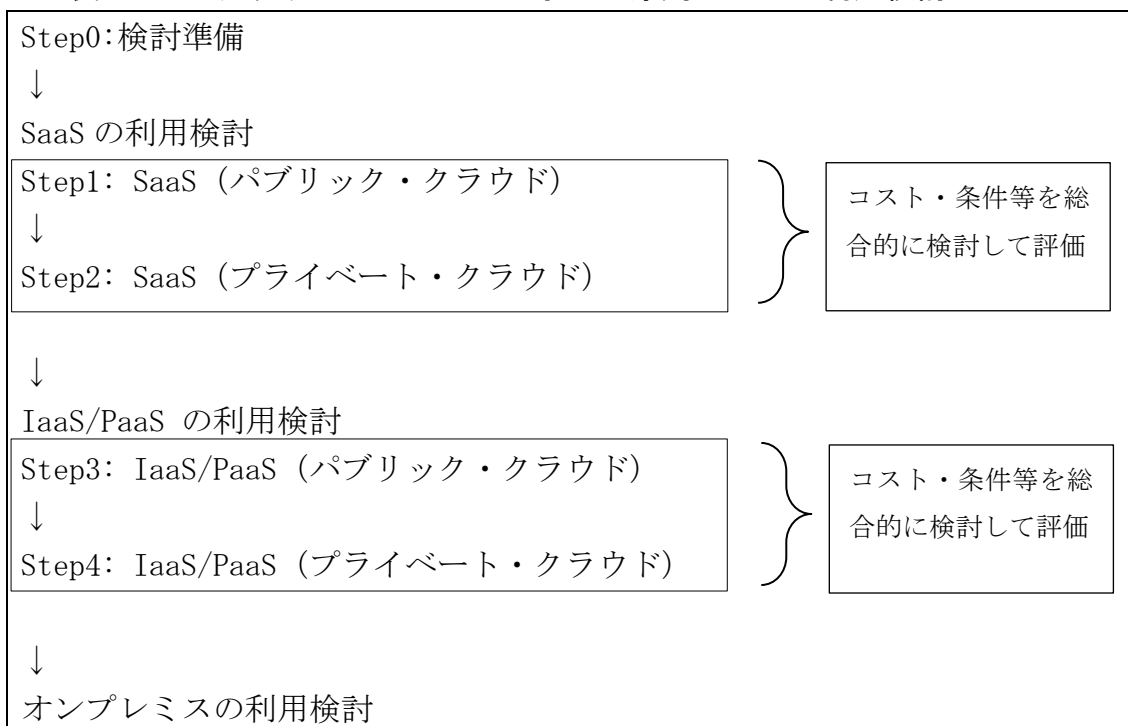 Step0:検討準備
↓
SaaS の利用検討
Step1: SaaS（パブリック・クラウド）
↓
Step2: SaaS（プライベート・クラウド）
コスト・条件等を総
合的に検討して評価
↓
IaaS/PaaS の利用検討
Step3: IaaS/PaaS（パブリック・クラウド）
↓
Step4: IaaS/PaaS（プライベート・クラウド）
コスト・条件等を総
合的に検討して評価
↓
オンプレミスの利用検討